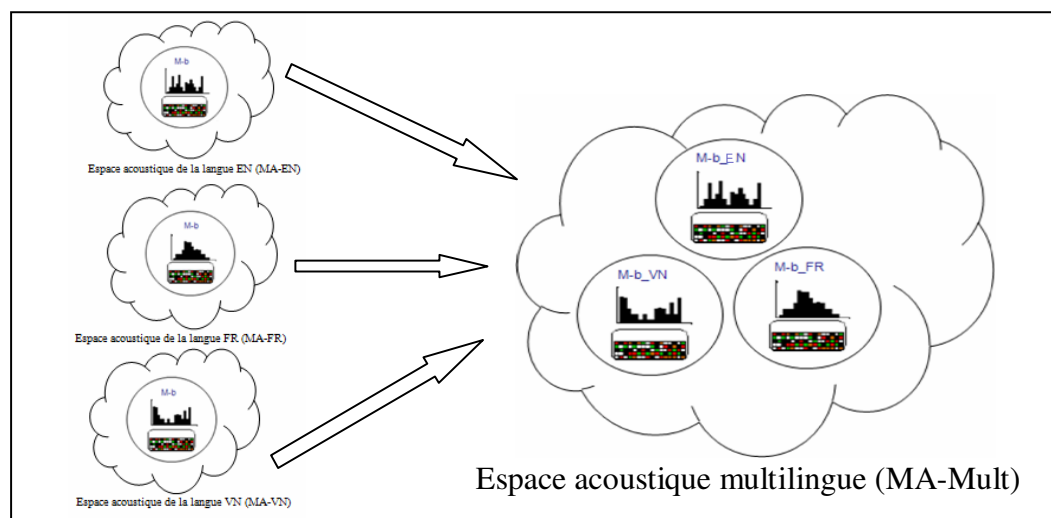 M-b
Espace acoustique de la langue EN (MA-EN)
M-b
Espace acoustique de la langue FR (MA-FR)
M-b
Espace acoustique de la langue VN (MA-VN)
M-b_EN
M-b_VN
M-b_FR
Espace acoustique multilingue (MA-Mult)